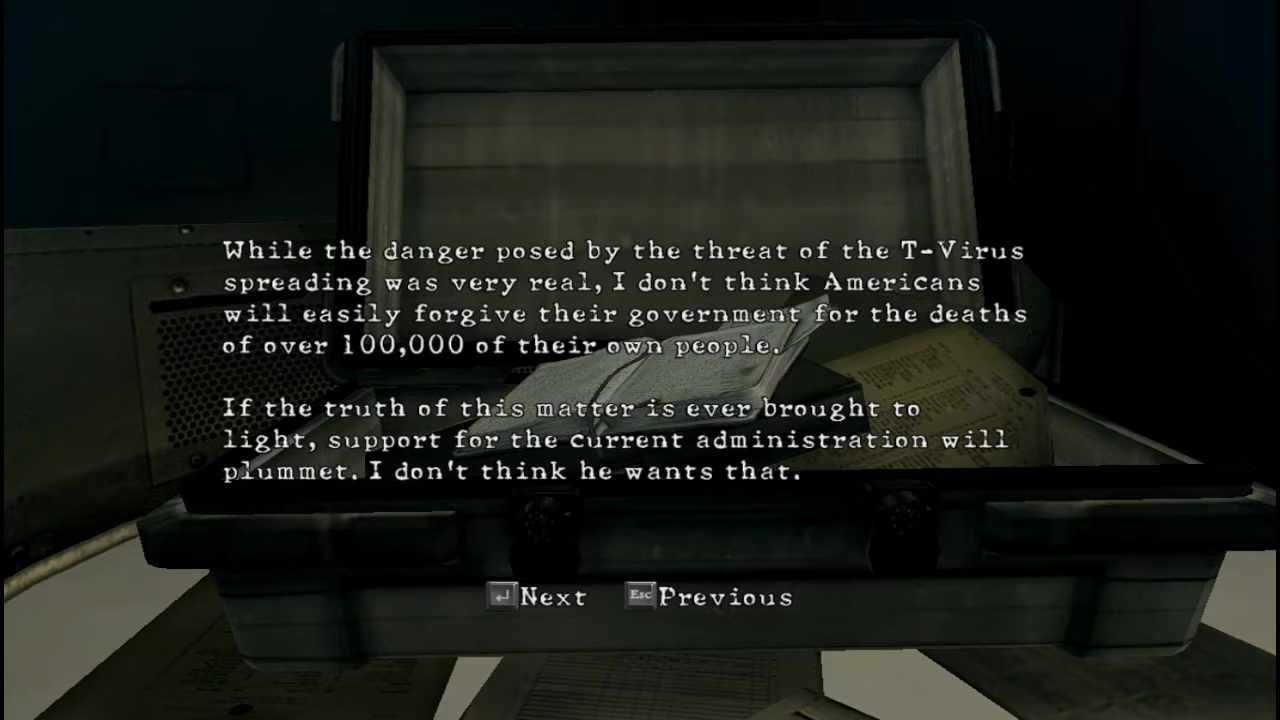 While the danger posed by the threat of the T-Virus
spreading was very real, I don't think Americans
will easily forgive their government for the deaths
of over 100,000 of their own people.
If the truth of this matter is ever brought to
light, support for the current administration will
plummet. I don't think he wants that.
↵ Next Esc Previous